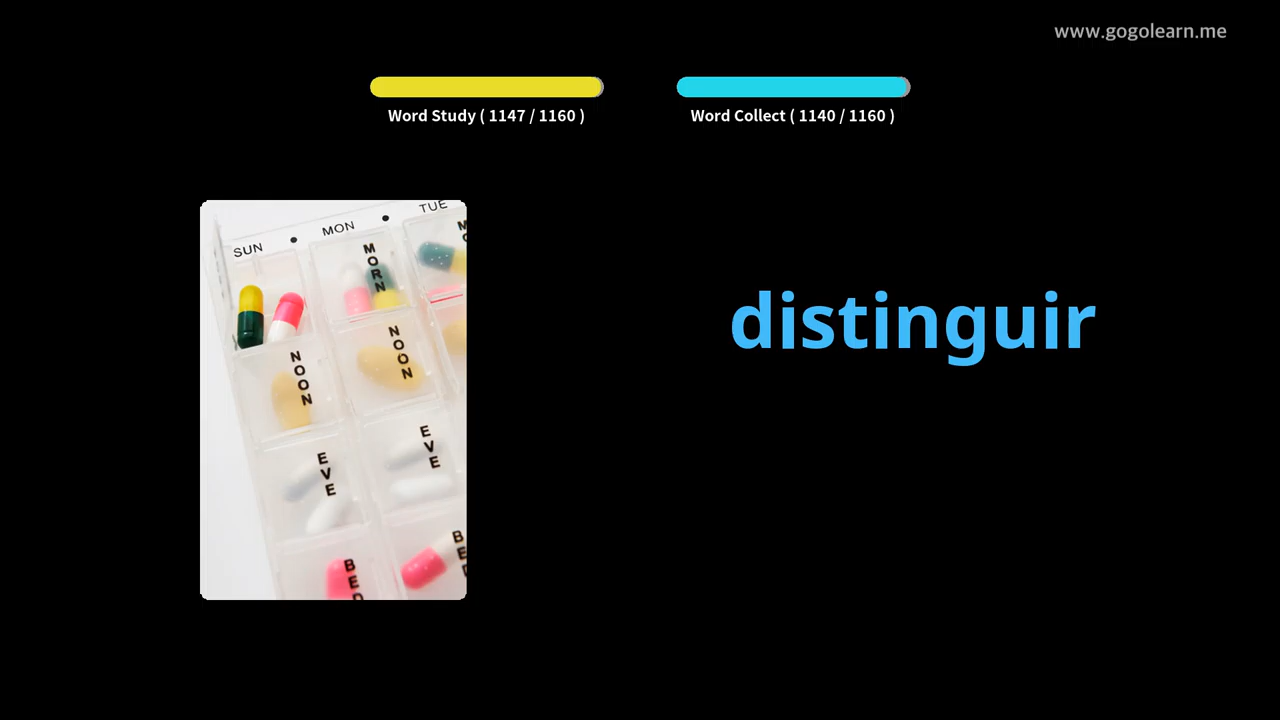 www.gogolearn.me
Word Study ( 1147 / 1160 )
Word Collect ( 1140 / 1160 )
SUN • MON • TUE
MORN
NOON
NOON
EVE
EVE
BED
distinguir